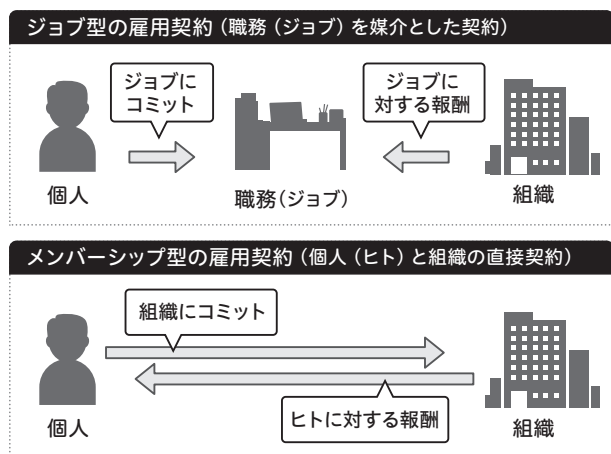 ジョブ型の雇用契約（職務（ジョブ）を媒介とした契約）
ジョブに
コミット
ジョブに
対する報酬
個人
職務（ジョブ）
組織
メンバーシップ型の雇用契約（個人（ヒト）と組織の直接契約）
組織にコミット
ヒトに対する報酬
個人
組織